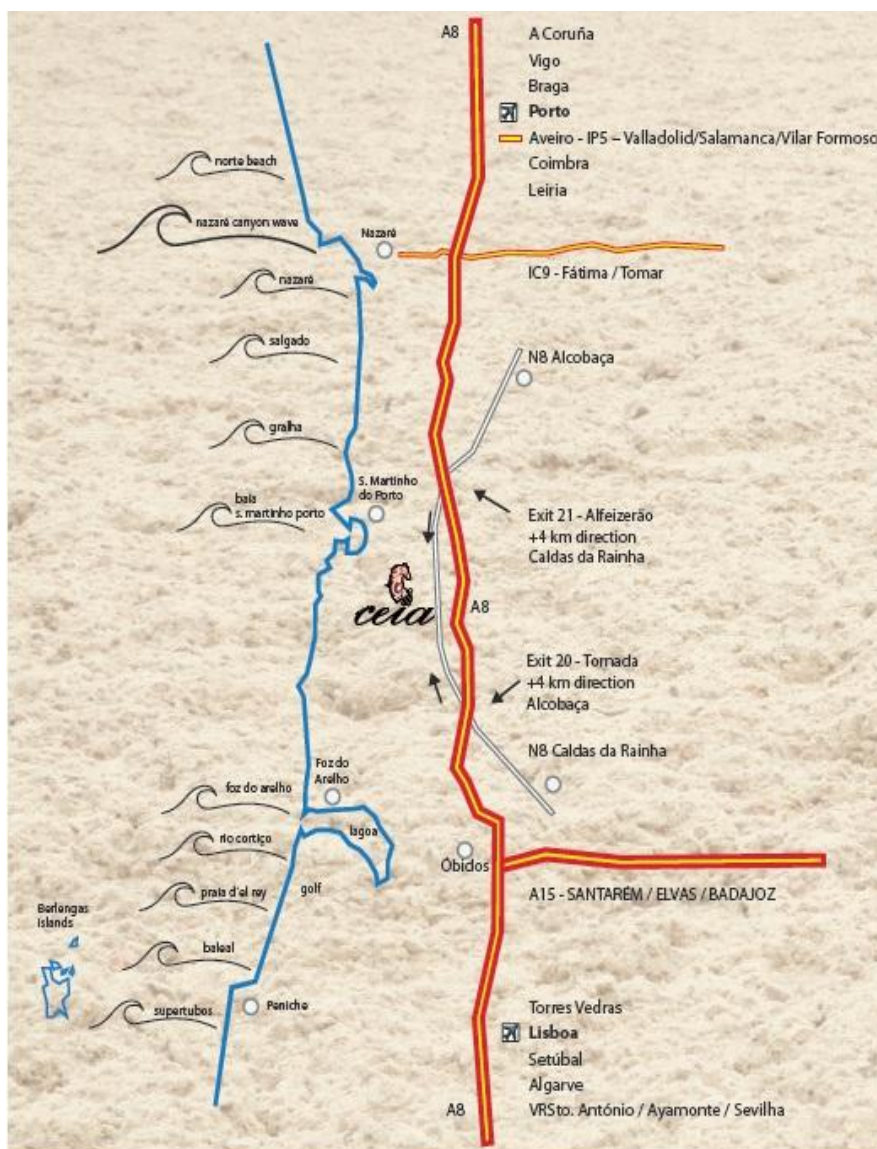 A8
A Coruña
Vigo
Braga
Porto
Aveiro - IP5 – Valladolid/Salamanca/Vilar Formoso
Coimbra
Leiria
norte beach
nazaré canyon wave
Nazaré
IC9 - Fátima / Tomar
nazaré
salgado
N8 Alcobaça
gralha
S. Martinho
do Porto
baía
s. martinho porto
Exit 21 - Alfeizerão
+4 km direction
Caldas da Rainha
ceia
A8
Exit 20 - Tornada
+4 km direction
Alcobaça
N8 Caldas da Rainha
Foz do
Arelho
foz do arelho
lagoa
rio cortiço
Óbidos
golf
praia d'el rey
A15 - SANTARÉM / ELVAS / BADAJOZ
Berlengas
islands
baleal
Peniche
supertubos
Torres Vedras
Lisboa
Setúbal
Algarve
A8
VRSto. António / Ayamonte / Sevilha